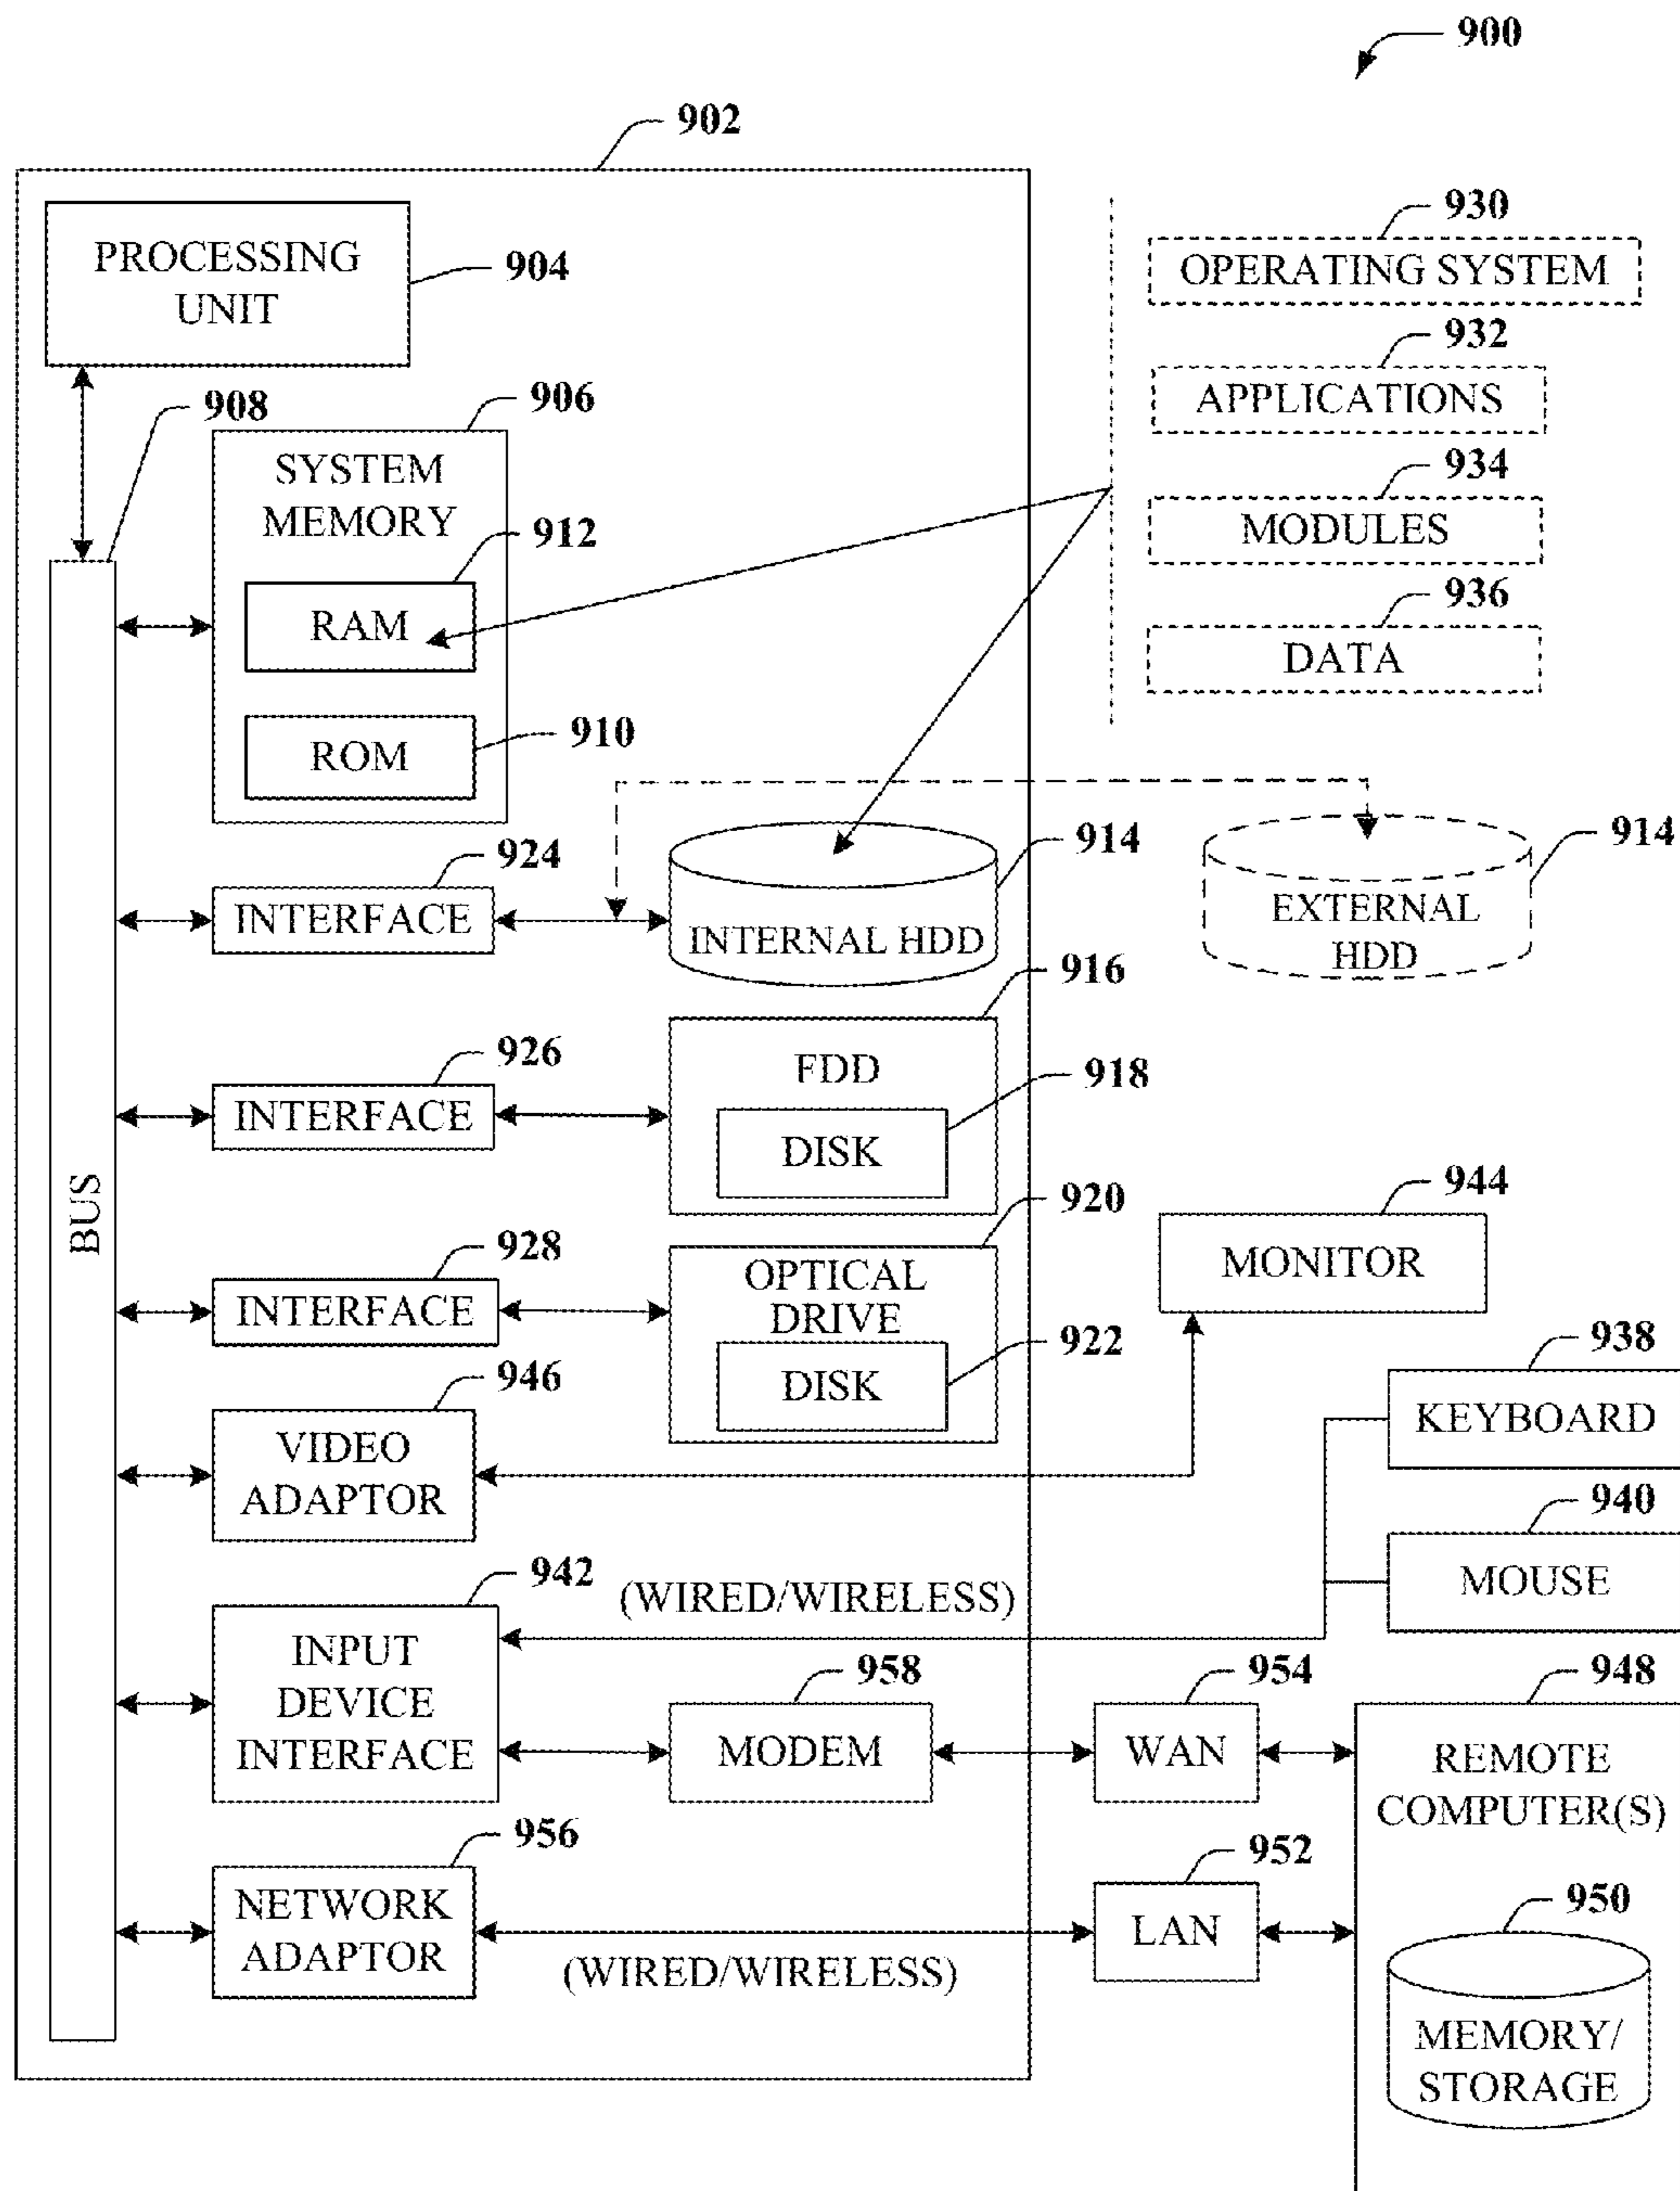 900
902
PROCESSING
UNIT
904
908
906
SYSTEM
MEMORY
912
RAM
910
ROM
930
OPERATING SYSTEM
932
APPLICATIONS
934
MODULES
936
DATA
BUS
924
INTERFACE
914
INTERNAL HDD
914
EXTERNAL
HDD
926
INTERFACE
916
FDD
918
DISK
928
INTERFACE
920
OPTICAL
DRIVE
922
DISK
944
MONITOR
946
VIDEO
ADAPTOR
938
KEYBOARD
940
MOUSE
942
INPUT
DEVICE
INTERFACE
(WIRED/WIRELESS)
958
MODEM
954
WAN
948
REMOTE
COMPUTER(S)
956
NETWORK
ADAPTOR
(WIRED/WIRELESS)
952
LAN
950
MEMORY/
STORAGE